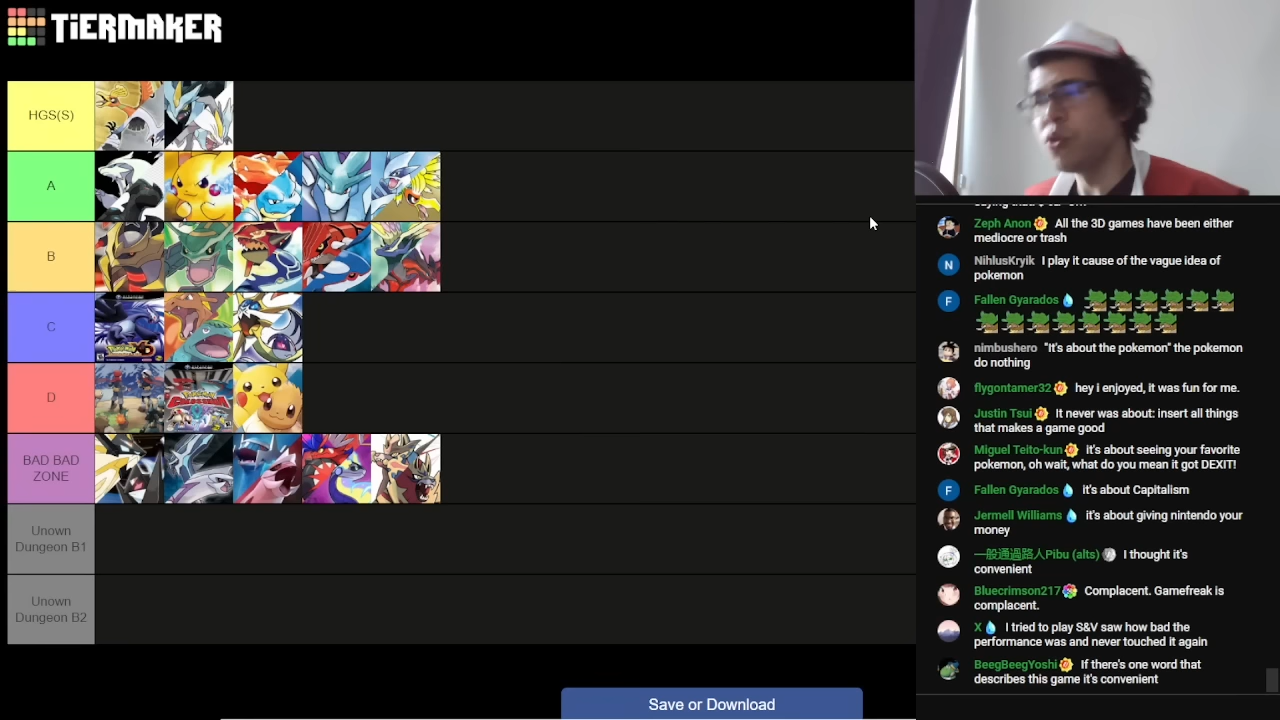 TiERMAKER
HGS(S)
A
B
C
D
BAD BAD
ZONE
Unown
Dungeon B1
Unown
Dungeon B2
Save or Download
Zeph Anon All the 3D games have been either
mediocre or trash
N NihlusKryik I play it cause of the vague idea of
pokemon
F Fallen Gyarados
nimbushero "It's about the pokemon" the pokemon
do nothing
flygontamer32 hey i enjoyed, it was fun for me.
Justin Tsui It never was about: insert all things
that makes a game good
Miguel Teito-kun it's about seeing your favorite
pokemon, oh wait, what do you mean it got DEXIT!
F Fallen Gyarados it's about Capitalism
Jermell Williams it's about giving nintendo your
money
一般通過路人Pibu (alts) I thought it's
convenient
Bluecrimson217 Complacent. Gamefreak is
complacent.
X I tried to play S&V saw how bad the
performance was and never touched it again
BeegBeegYoshi If there's one word that
describes this game it's convenient